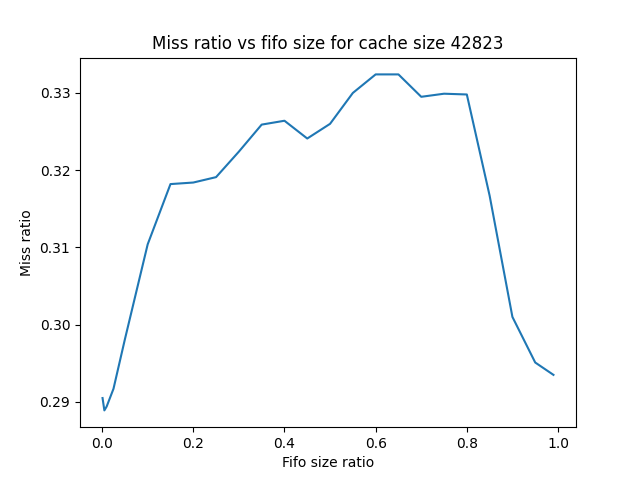 Miss ratio vs fifo size for cache size 42823
0.33
0.32
0.31
0.30
0.29
Miss ratio
0.0 0.2 0.4 0.6 0.8 1.0
Fifo size ratio